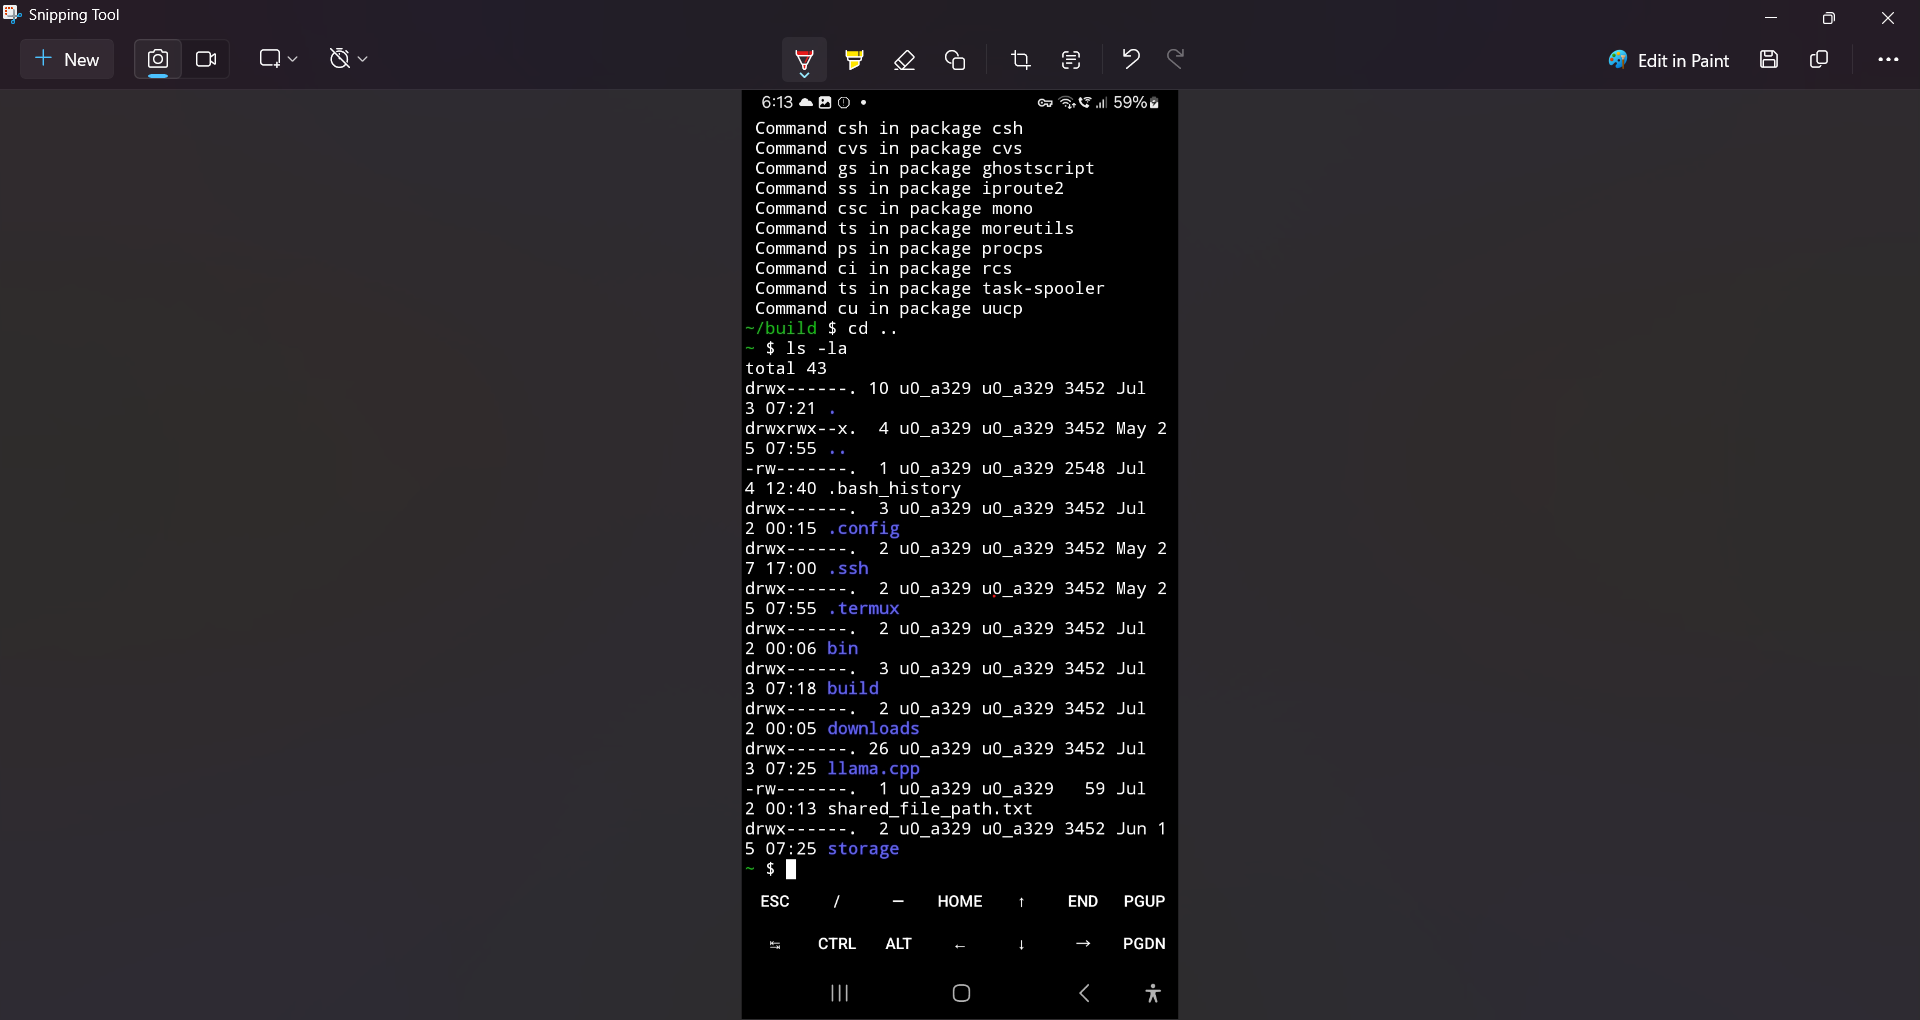 Snipping Tool
New
Edit in Paint
6:13
59%
Command csh in package csh
Command cvs in package cvs
Command gs in package ghostscript
Command ss in package iproute2
Command csc in package mono
Command ts in package moreutils
Command ps in package procps
Command ci in package rcs
Command ts in package task-spooler
Command cu in package uucp
~/build $ cd ..
~ $ ls -la
total 43
drwx------. 10 u0_a329 u0_a329 3452 Jul
3 07:21 .
drwxrwx--x.  4 u0_a329 u0_a329 3452 May 2
5 07:55 ..
-rw-------.  1 u0_a329 u0_a329 2548 Jul
4 12:40 .bash_history
drwx------.  3 u0_a329 u0_a329 3452 Jul
2 00:15 .config
drwx------.  2 u0_a329 u0_a329 3452 May 2
7 17:00 .ssh
drwx------.  2 u0_a329 u0_a329 3452 May 2
5 07:55 .termux
drwx------.  2 u0_a329 u0_a329 3452 Jul
2 00:06 bin
drwx------.  3 u0_a329 u0_a329 3452 Jul
3 07:18 build
drwx------.  2 u0_a329 u0_a329 3452 Jul
2 00:05 downloads
drwx------. 26 u0_a329 u0_a329 3452 Jul
3 07:25 llama.cpp
-rw-------.  1 u0_a329 u0_a329   59 Jul
2 00:13 shared_file_path.txt
drwx------.  2 u0_a329 u0_a329 3452 Jun 1
5 07:25 storage
~ $
ESC / — HOME ↑ END PGUP
↹ CTRL ALT ← ↓ → PGDN